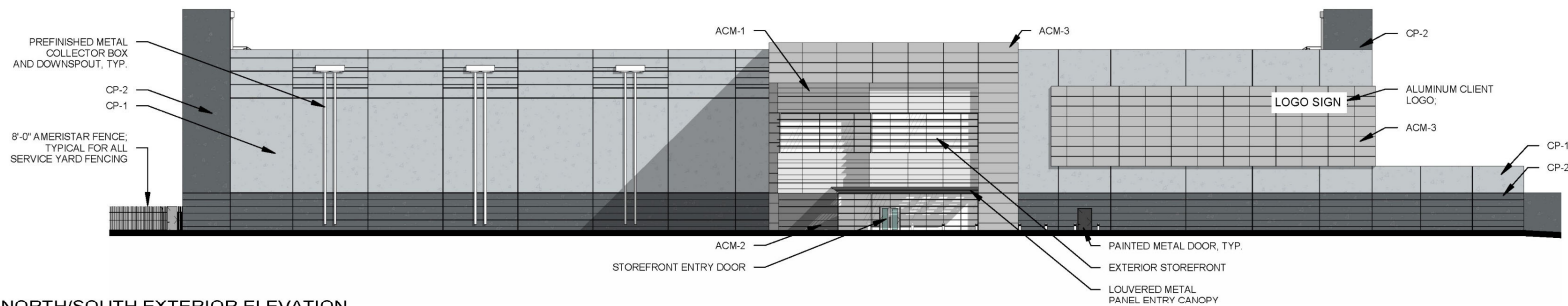 PREFINISHED METAL
COLLECTOR BOX
AND DOWNSPOUT, TYP.
CP-2
CP-1
8'-0" AMERISTAR FENCE;
TYPICAL FOR ALL
SERVICE YARD FENCING
ACM-1
ACM-3
CP-2
LOGO SIGN
ALUMINUM CLIENT
LOGO;
ACM-3
CP-1
CP-2
ACM-2
STOREFRONT ENTRY DOOR
PAINTED METAL DOOR, TYP.
EXTERIOR STOREFRONT
LOUVERED METAL
PANEL ENTRY CANOPY
NORTH/SOUTH EXTERIOR ELEVATION